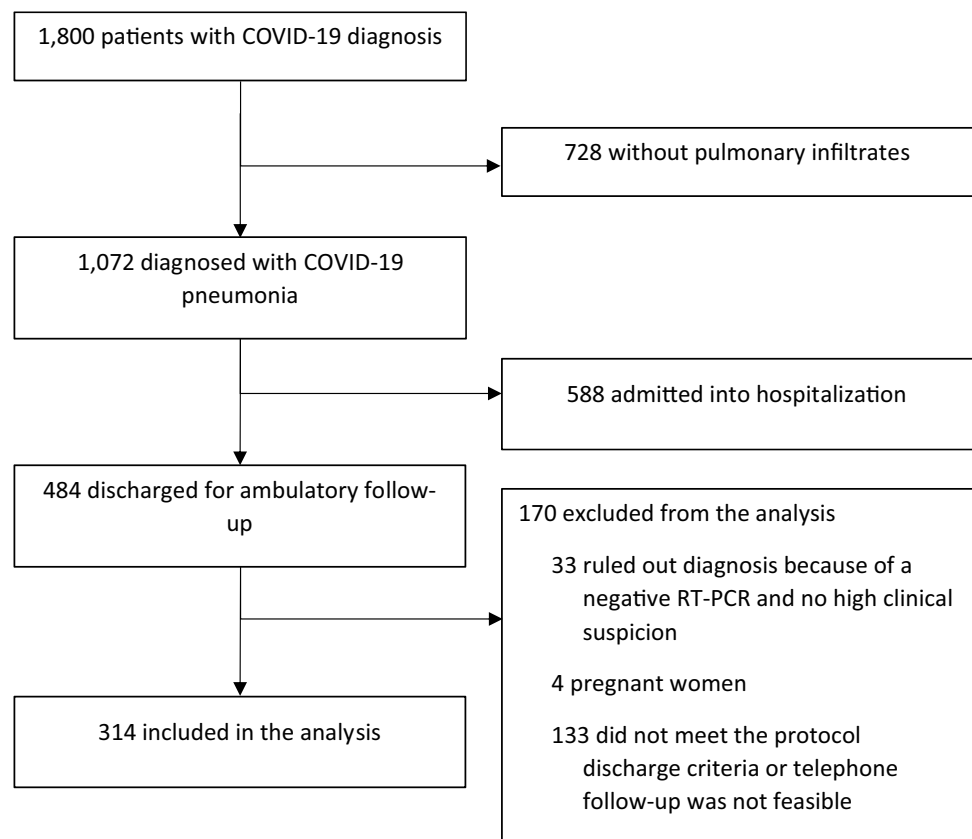 1,800 patients with COVID-19 diagnosis
728 without pulmonary infiltrates
1,072 diagnosed with COVID-19
pneumonia
588 admitted into hospitalization
484 discharged for ambulatory follow-
up
170 excluded from the analysis
33 ruled out diagnosis because of a
negative RT-PCR and no high clinical
suspicion
4 pregnant women
133 did not meet the protocol
discharge criteria or telephone
follow-up was not feasible
314 included in the analysis